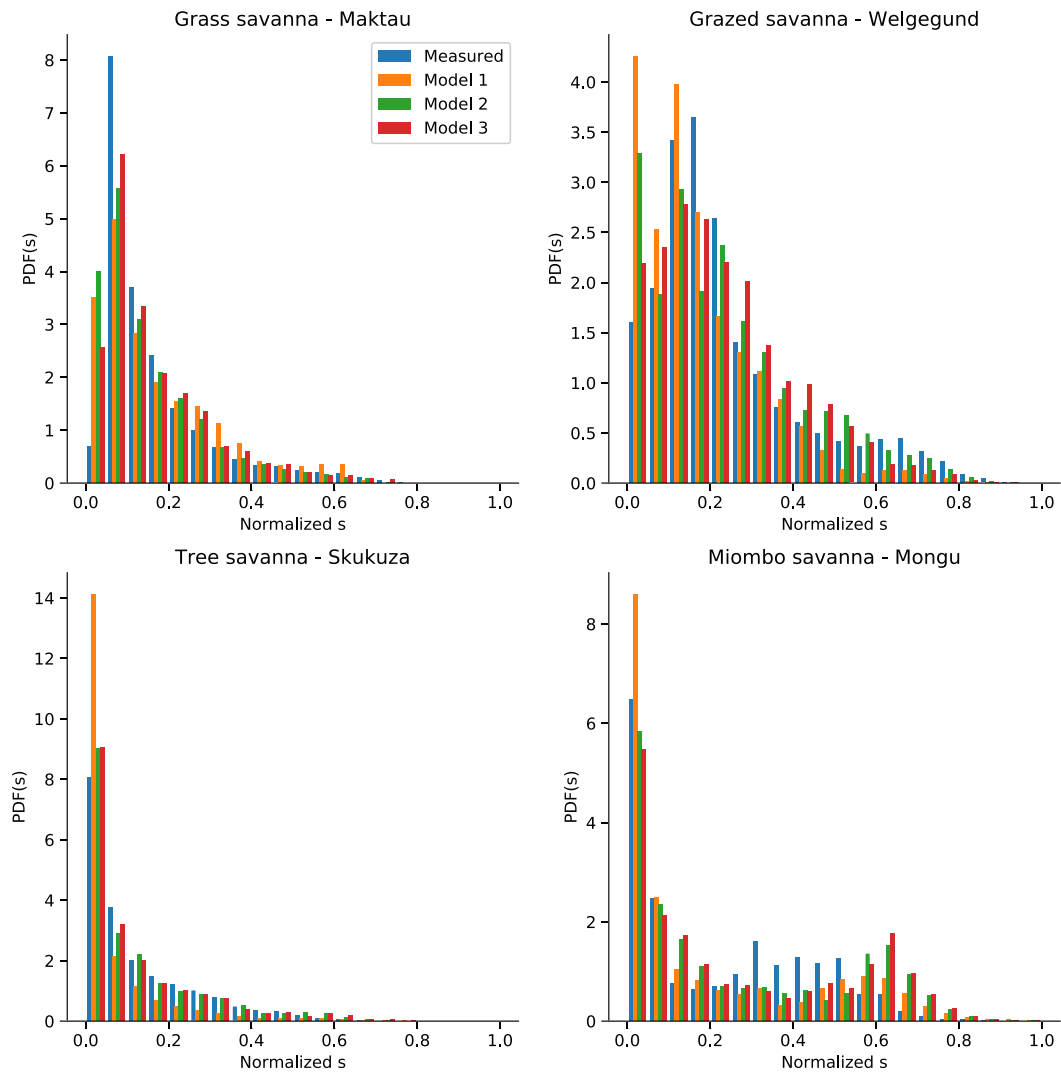 Grass savanna - Maktau
Grazed savanna - Welgegund
Measured
Model 1
Model 2
Model 3
PDF(s)
8
7
6
5
4
3
2
1
0
0.0 0.2 0.4 0.6 0.8 1.0
Normalized s
PDF(s)
4.0
3.5
3.0
2.5
2.0
1.5
1.0
0.5
0.0
0.0 0.2 0.4 0.6 0.8 1.0
Normalized s
Tree savanna - Skukuza
Miombo savanna - Mongu
PDF(s)
14
12
10
8
6
4
2
0
0.0 0.2 0.4 0.6 0.8 1.0
Normalized s
PDF(s)
8
6
4
2
0
0.0 0.2 0.4 0.6 0.8 1.0
Normalized s